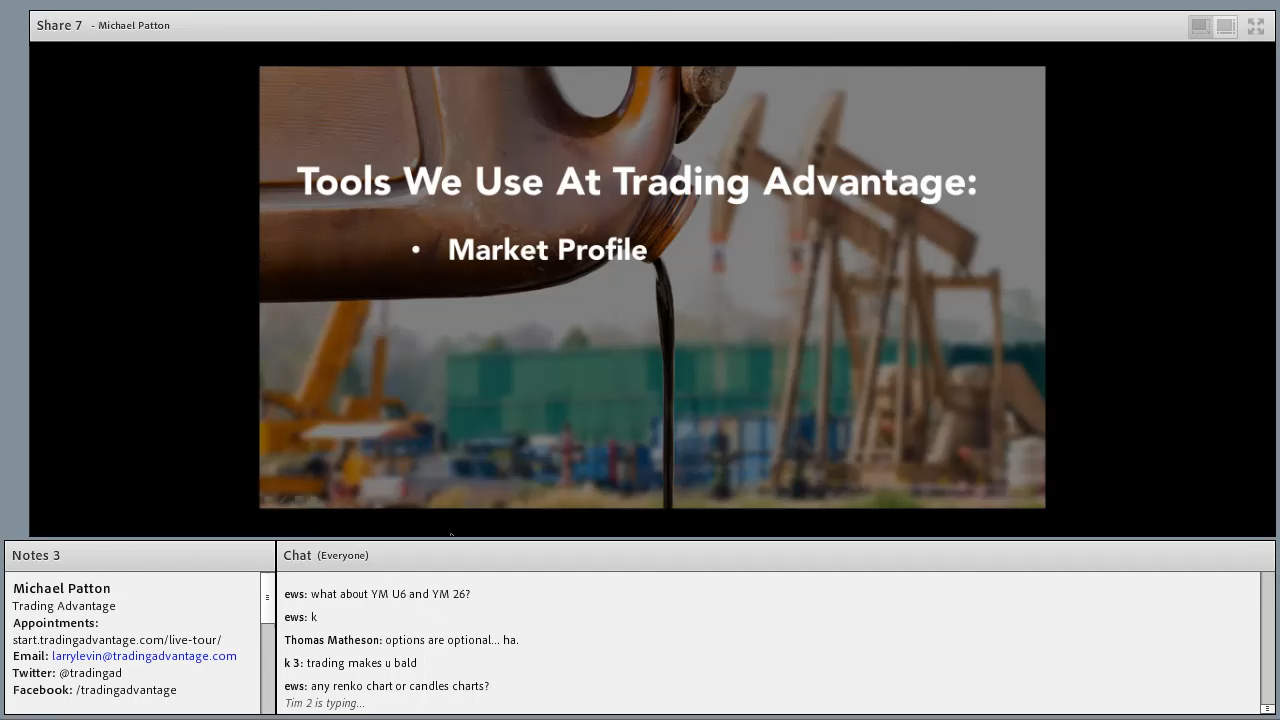 Share 7 - Michael Patton
Tools We Use At Trading Advantage:
• Market Profile
Notes 3
Michael Patton
Trading Advantage
Appointments:
start.tradingadvantage.com/live-tour/
Email: larrylevin@tradingadvantage.com
Twitter: @tradingad
Facebook: /tradingadvantage
Chat (Everyone)
ews: what about YM U6 and YM 26?
ews: k
Thomas Matheson: options are optional... ha.
k 3: trading makes u bald
ews: any renko chart or candles charts?
Tim 2 is typing...